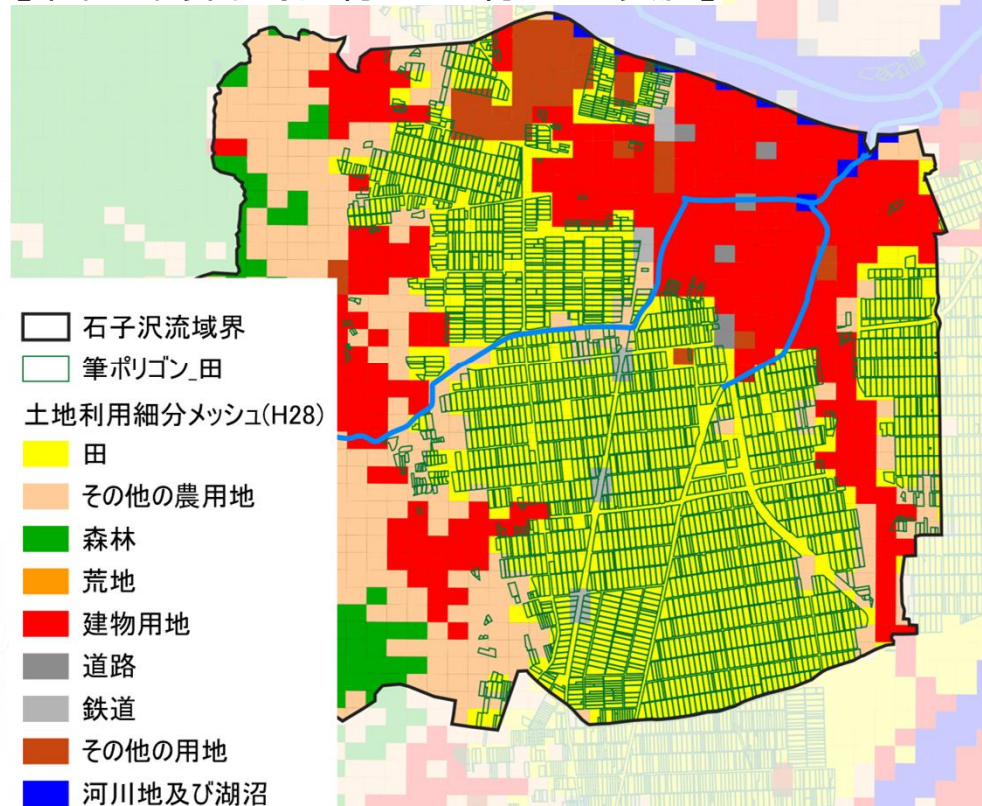 石子沢流域界
筆ポリゴン_田
土地利用細分メッシュ(H28)
田
その他の農用地
森林
荒地
建物用地
道路
鉄道
その他の用地
河川地及び湖沼